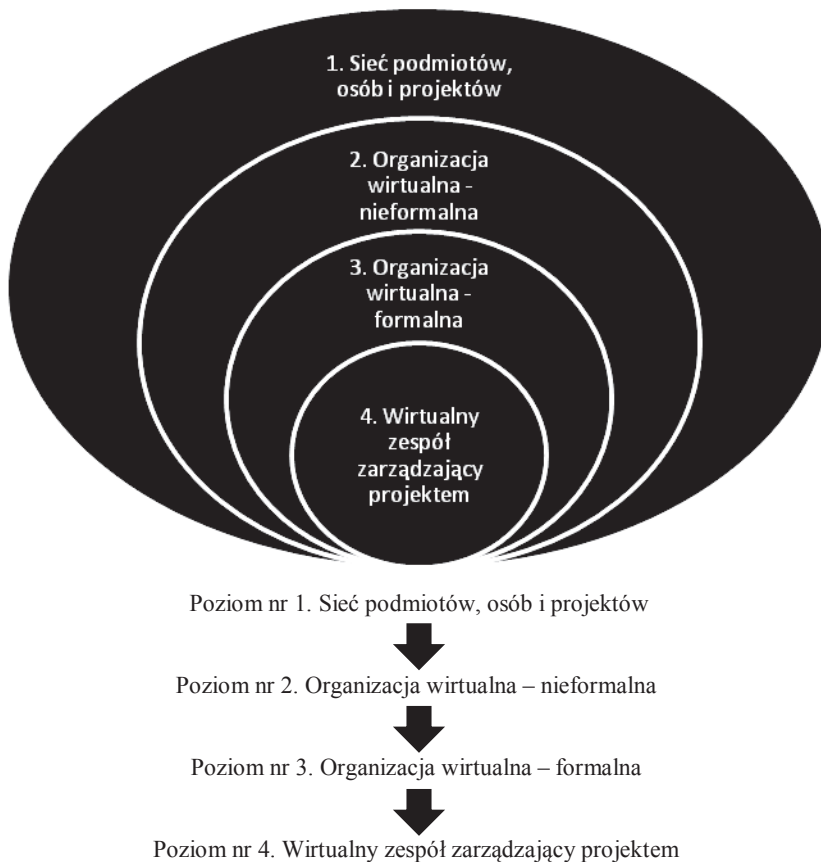 1. Sieć podmiotów,
osób i projektów
2. Organizacja
wirtualna -
nieformalna
3. Organizacja
wirtualna -
formalna
4. Wirtualny
zespół
zarządzający
projektem
Poziom nr 1. Sieć podmiotów, osób i projektów
Poziom nr 2. Organizacja wirtualna – nieformalna
Poziom nr 3. Organizacja wirtualna – formalna
Poziom nr 4. Wirtualny zespół zarządzający projektem